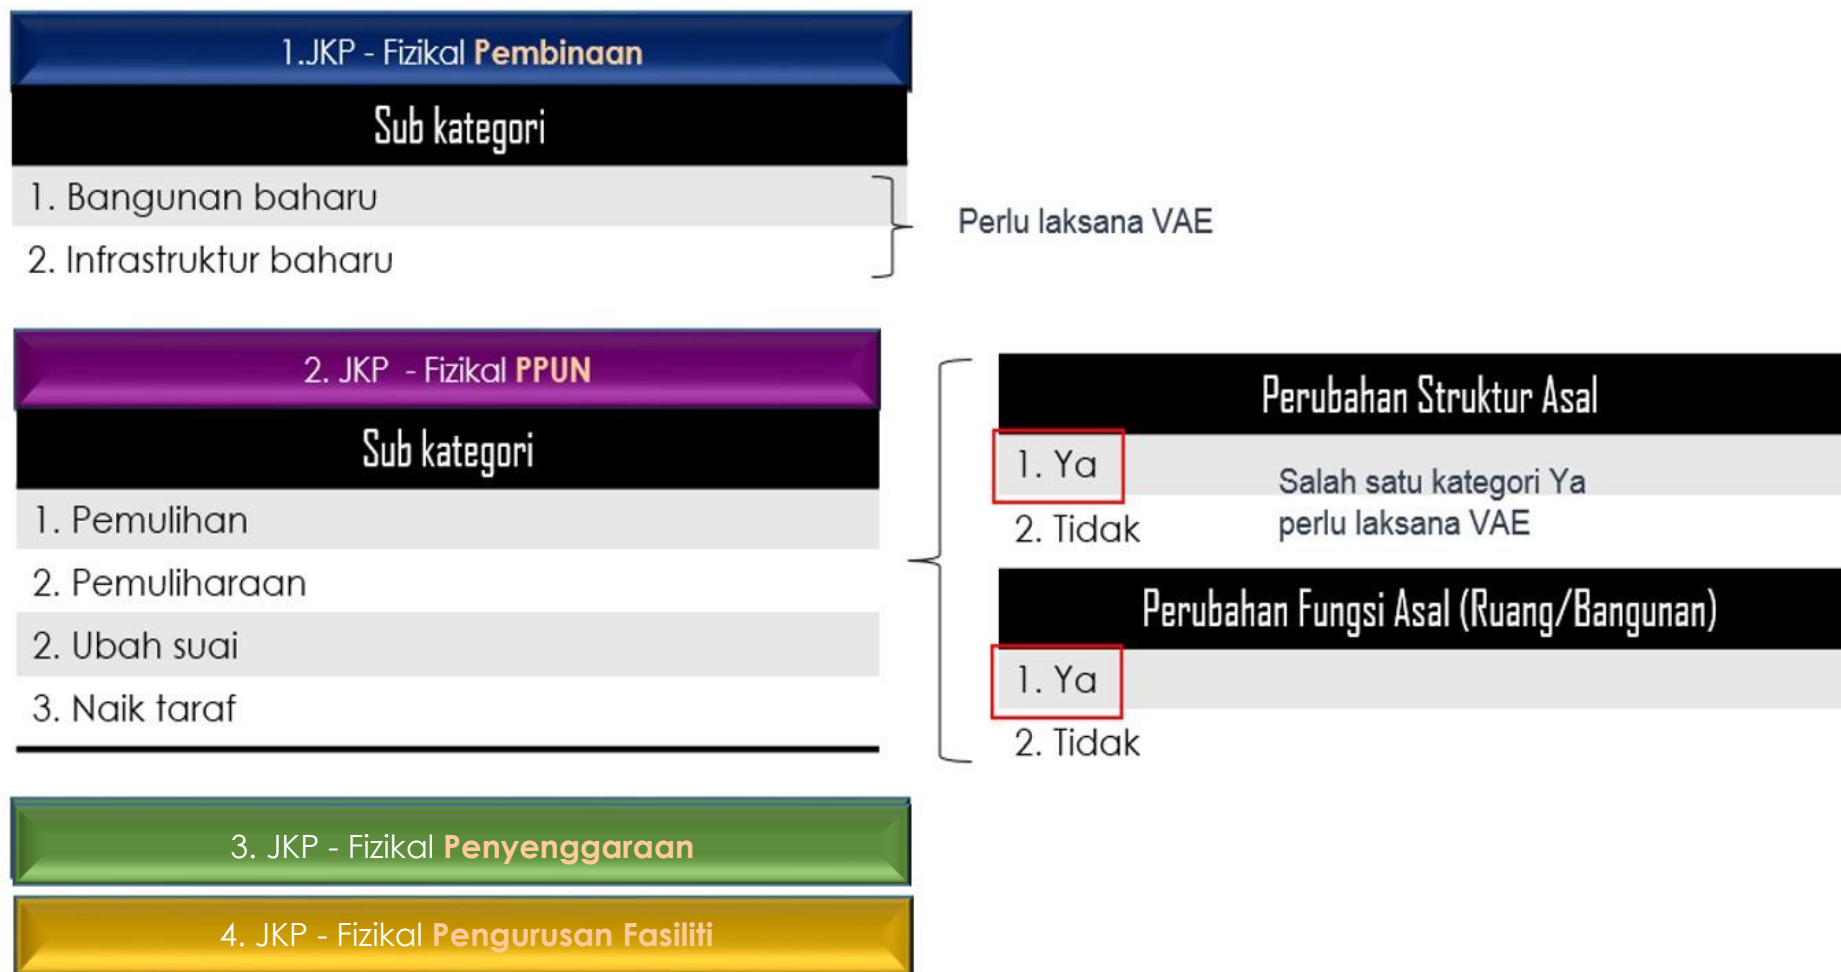 1.JKP - Fizikal Pembinaan
Sub kategori
1. Bangunan baharu
2. Infrastruktur baharu
Perlu laksana VAE
2. JKP - Fizikal PPUN
Sub kategori
1. Pemulihan
2. Pemuliharaan
2. Ubah suai
3. Naik taraf
Perubahan Struktur Asal
1. Ya
2. Tidak
Salah satu kategori Ya
perlu laksana VAE
Perubahan Fungsi Asal (Ruang/Bangunan)
1. Ya
2. Tidak
3. JKP - Fizikal Penyenggaraan
4. JKP - Fizikal Pengurusan Fasiliti